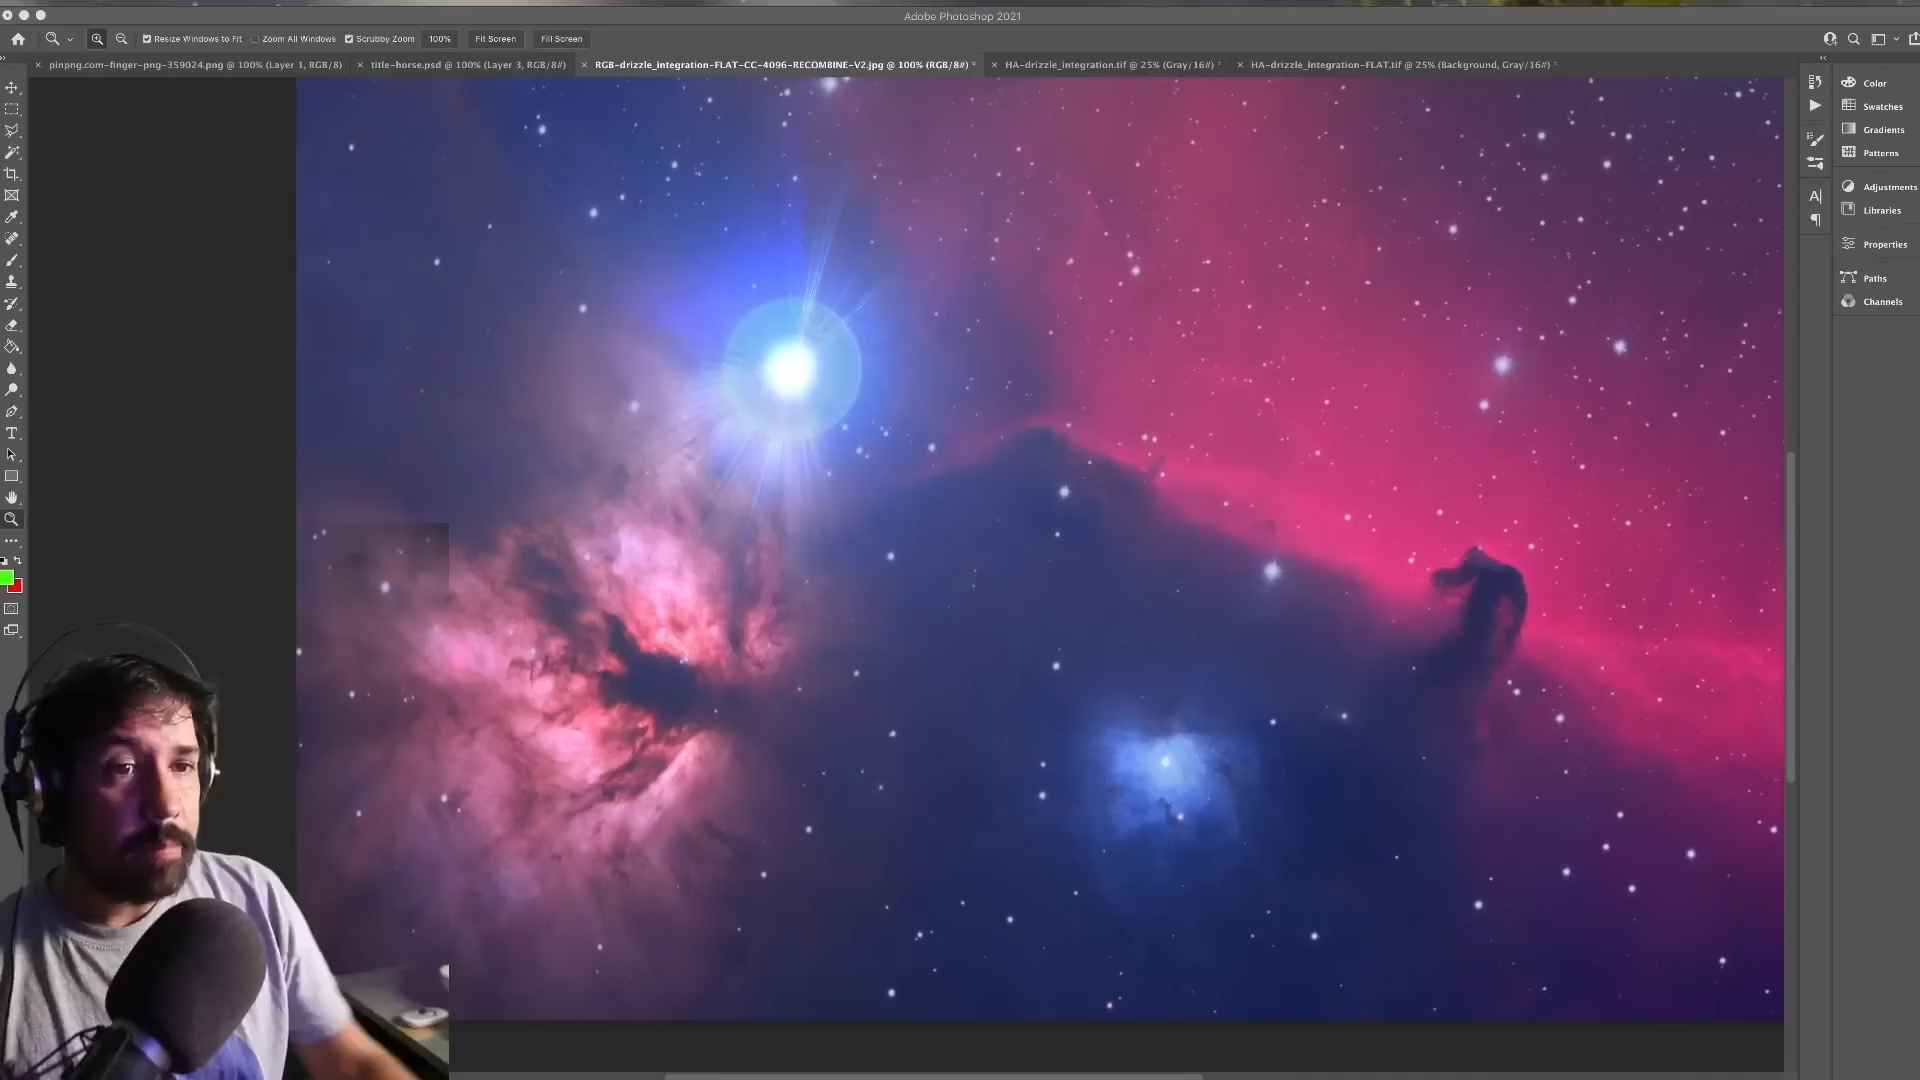 Adobe Photoshop 2021
Resize Windows to Fit Zoom All Windows Scrubby Zoom 100% Fit Screen Fill Screen
pinpng.com-finger-png-359024.png @ 100% (Layer 1, RGB/8) title-horse.psd @ 100% (Layer 3, RGB/8#) RGB-drizzle_integration-FLAT-CC-4096-RECOMBINE-V2.jpg @ 100% (RGB/8#) * HA-drizzle_integration.tif @ 25% (Gray/16#) * HA-drizzle_integration-FLAT.tif @ 25% (Background, Gray/16#) *
Color
Swatches
Gradients
Patterns
Adjustments
Libraries
Properties
Paths
Channels